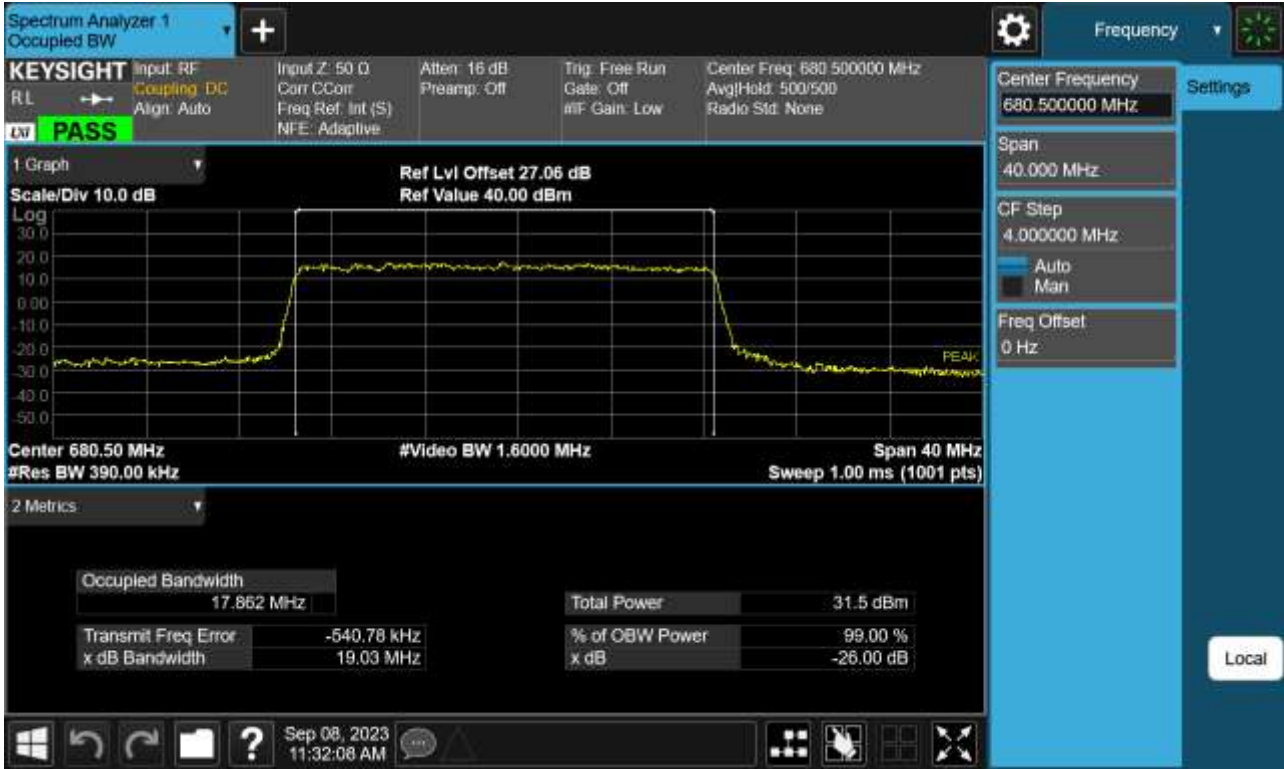 Spectrum Analyzer 1
Occupied BW
+
Frequency
KEYSIGHT
RL
LXI
PASS
Input: RF
Coupling: DC
Align: Auto
Input Z: 50 Ω
Corr CCorr
Freq Ref: Int (S)
NFE: Adaptive
Atten: 16 dB
Preamp: Off
Trig: Free Run
Gate: Off
#IF Gain: Low
Center Freq: 680.500000 MHz
Avg|Hold: 500/500
Radio Std: None
Center Frequency
680.500000 MHz
Settings
Span
40.000 MHz
CF Step
4.000000 MHz
Auto
Man
Freq Offset
0 Hz
1 Graph
Scale/Div 10.0 dB
Ref Lvl Offset 27.06 dB
Ref Value 40.00 dBm
Log
30.0
20.0
10.0
0.00
-10.0
-20.0
-30.0
-40.0
-50.0
PEAK
Center 680.50 MHz
#Video BW 1.6000 MHz
Span 40 MHz
#Res BW 390.00 kHz
Sweep 1.00 ms (1001 pts)
2 Metrics
Occupied Bandwidth
17.862 MHz
Total Power 31.5 dBm
Transmit Freq Error -540.78 kHz
% of OBW Power 99.00 %
x dB Bandwidth 19.03 MHz
x dB -26.00 dB
Local
?
Sep 08, 2023
11:32:08 AM